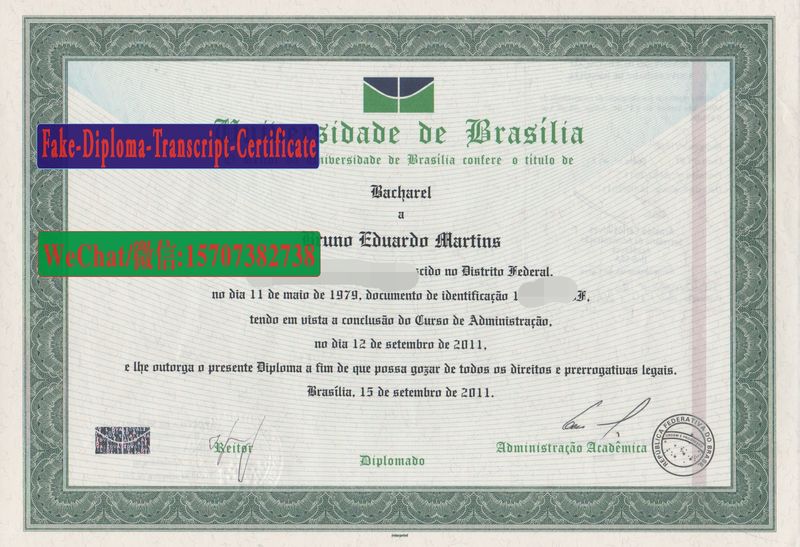 Universidade de Brasília
Fake-Diploma-Transcript-Certificate
niversidade de Brasília confere o título de
Bacharel
a
Bruno Eduardo Martins
WeChat/微信:15707382738
cido no Distrito Federal.
no dia 11 de maio de 1979, documento de identificação 1 F,
tendo em vista a conclusão do Curso de Administração,
no dia 12 de setembro de 2011,
e lhe outorga o presente Diploma a fim de que possa gozar de todos os direitos e prerrogativas legais.
Brasília, 15 de setembro de 2011.
Reitor
Diplomado
Administração Acadêmica
REPÚBLICA FEDERATIVA DO BRASIL